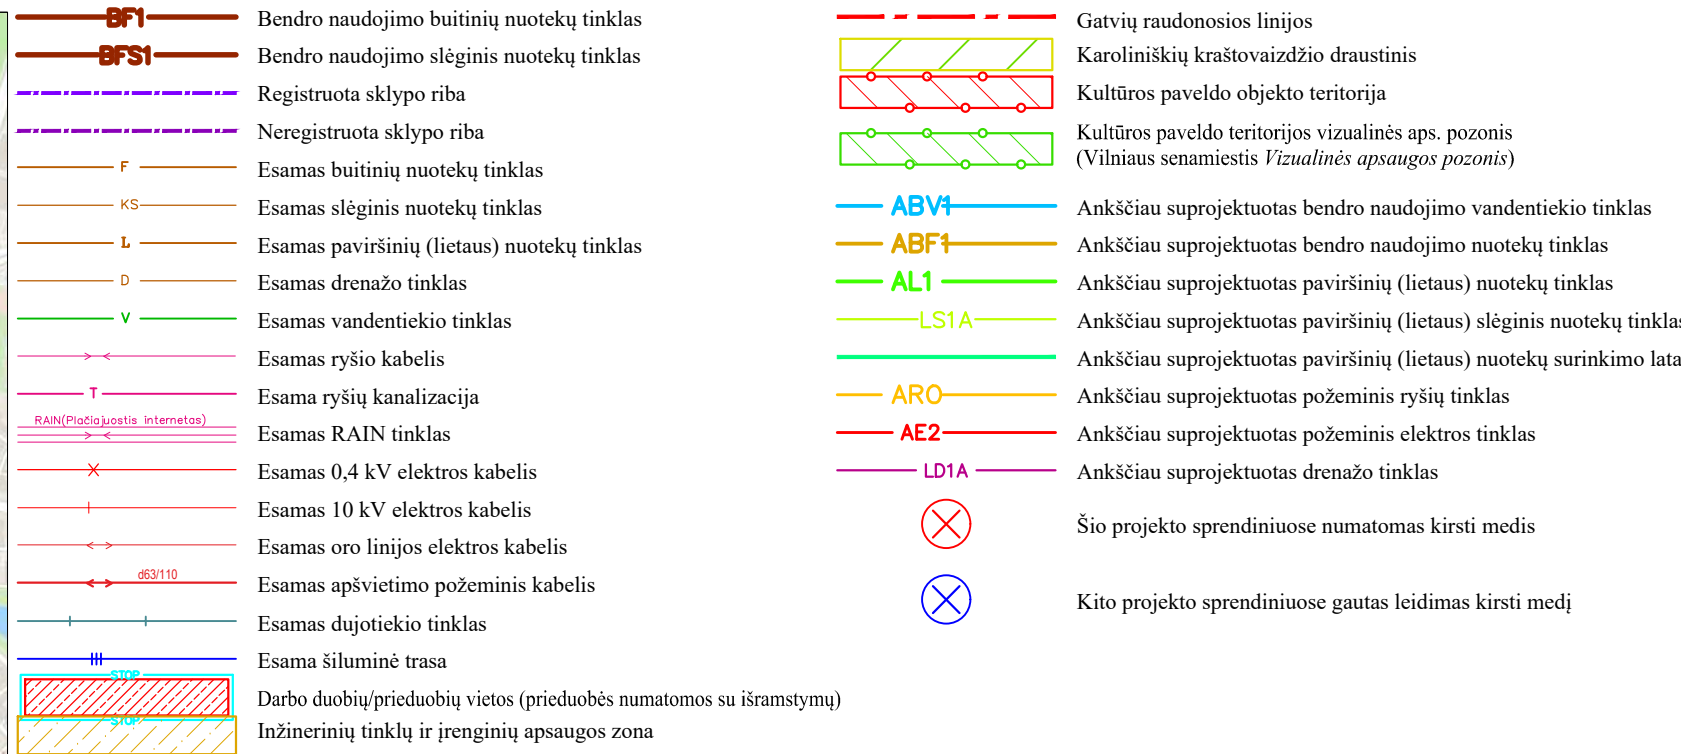 BF1 Bendro naudojimo buitinių nuotekų tinklas
BFS1 Bendro naudojimo slėginis nuotekų tinklas
Registruota sklypo riba
Neregistruota sklypo riba
F Esamas buitinių nuotekų tinklas
KS Esamas slėginis nuotekų tinklas
L Esamas paviršinių (lietaus) nuotekų tinklas
D Esamas drenažo tinklas
V Esamas vandentiekio tinklas
Esamas ryšio kabelis
T Esama ryšių kanalizacija
RAIN(Plačiajuostis internetas)
Esamas RAIN tinklas
Esamas 0,4 kV elektros kabelis
Esamas 10 kV elektros kabelis
Esamas oro linijos elektros kabelis
d63/110
Esamas apšvietimo požeminis kabelis
Esamas dujotiekio tinklas
Esama šiluminė trasa
STOP
Darbo duobių/prieduobių vietos (prieduobės numatomos su išramstymų)
STOP
Inžinerinių tinklų ir įrenginių apsaugos zona
Gatvių raudonosios linijos
Karoliniškių kraštovaizdžio draustinis
Kultūros paveldo objekto teritorija
Kultūros paveldo teritorijos vizualinės aps. pozonis
(Vilniaus senamiestis Vizualinės apsaugos pozonis)
ABV1 Ankščiau suprojektuotas bendro naudojimo vandentiekio tinklas
ABF1 Ankščiau suprojektuotas bendro naudojimo nuotekų tinklas
AL1 Ankščiau suprojektuotas paviršinių (lietaus) nuotekų tinklas
LS1A Ankščiau suprojektuotas paviršinių (lietaus) slėginis nuotekų tinklas
Ankščiau suprojektuotas paviršinių (lietaus) nuotekų surinkimo lata
ARO Ankščiau suprojektuotas požeminis ryšių tinklas
AE2 Ankščiau suprojektuotas požeminis elektros tinklas
LD1A Ankščiau suprojektuotas drenažo tinklas
Šio projekto sprendiniuose numatomas kirsti medis
Kito projekto sprendiniuose gautas leidimas kirsti medį